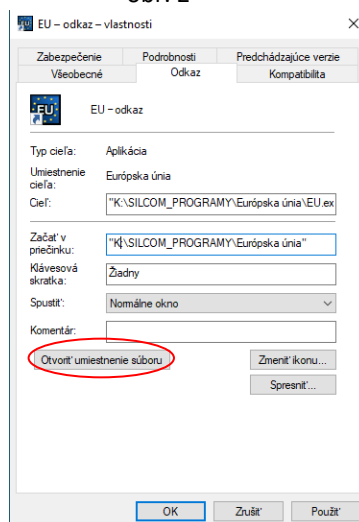 EU – odkaz – vlastnosti
Zabezpečenie Podrobnosti Predchádzajúce verzie
Všeobecné Odkaz Kompatibilita
EU
EU – odkaz
Typ cieľa: Aplikácia
Umiestnenie cieľa: Európska únia
Cieľ: "K:\SILCOM_PROGRAMY\Európska únia\EU.ex
Začať v priečinku: "K:\SILCOM_PROGRAMY\Európska únia"
Klávesová skratka: Žiadny
Spustiť: Normálne okno
Komentár:
Otvoriť umiestnenie súboru Zmeniť ikonu...
Spresniť...
OK Zrušiť Použiť